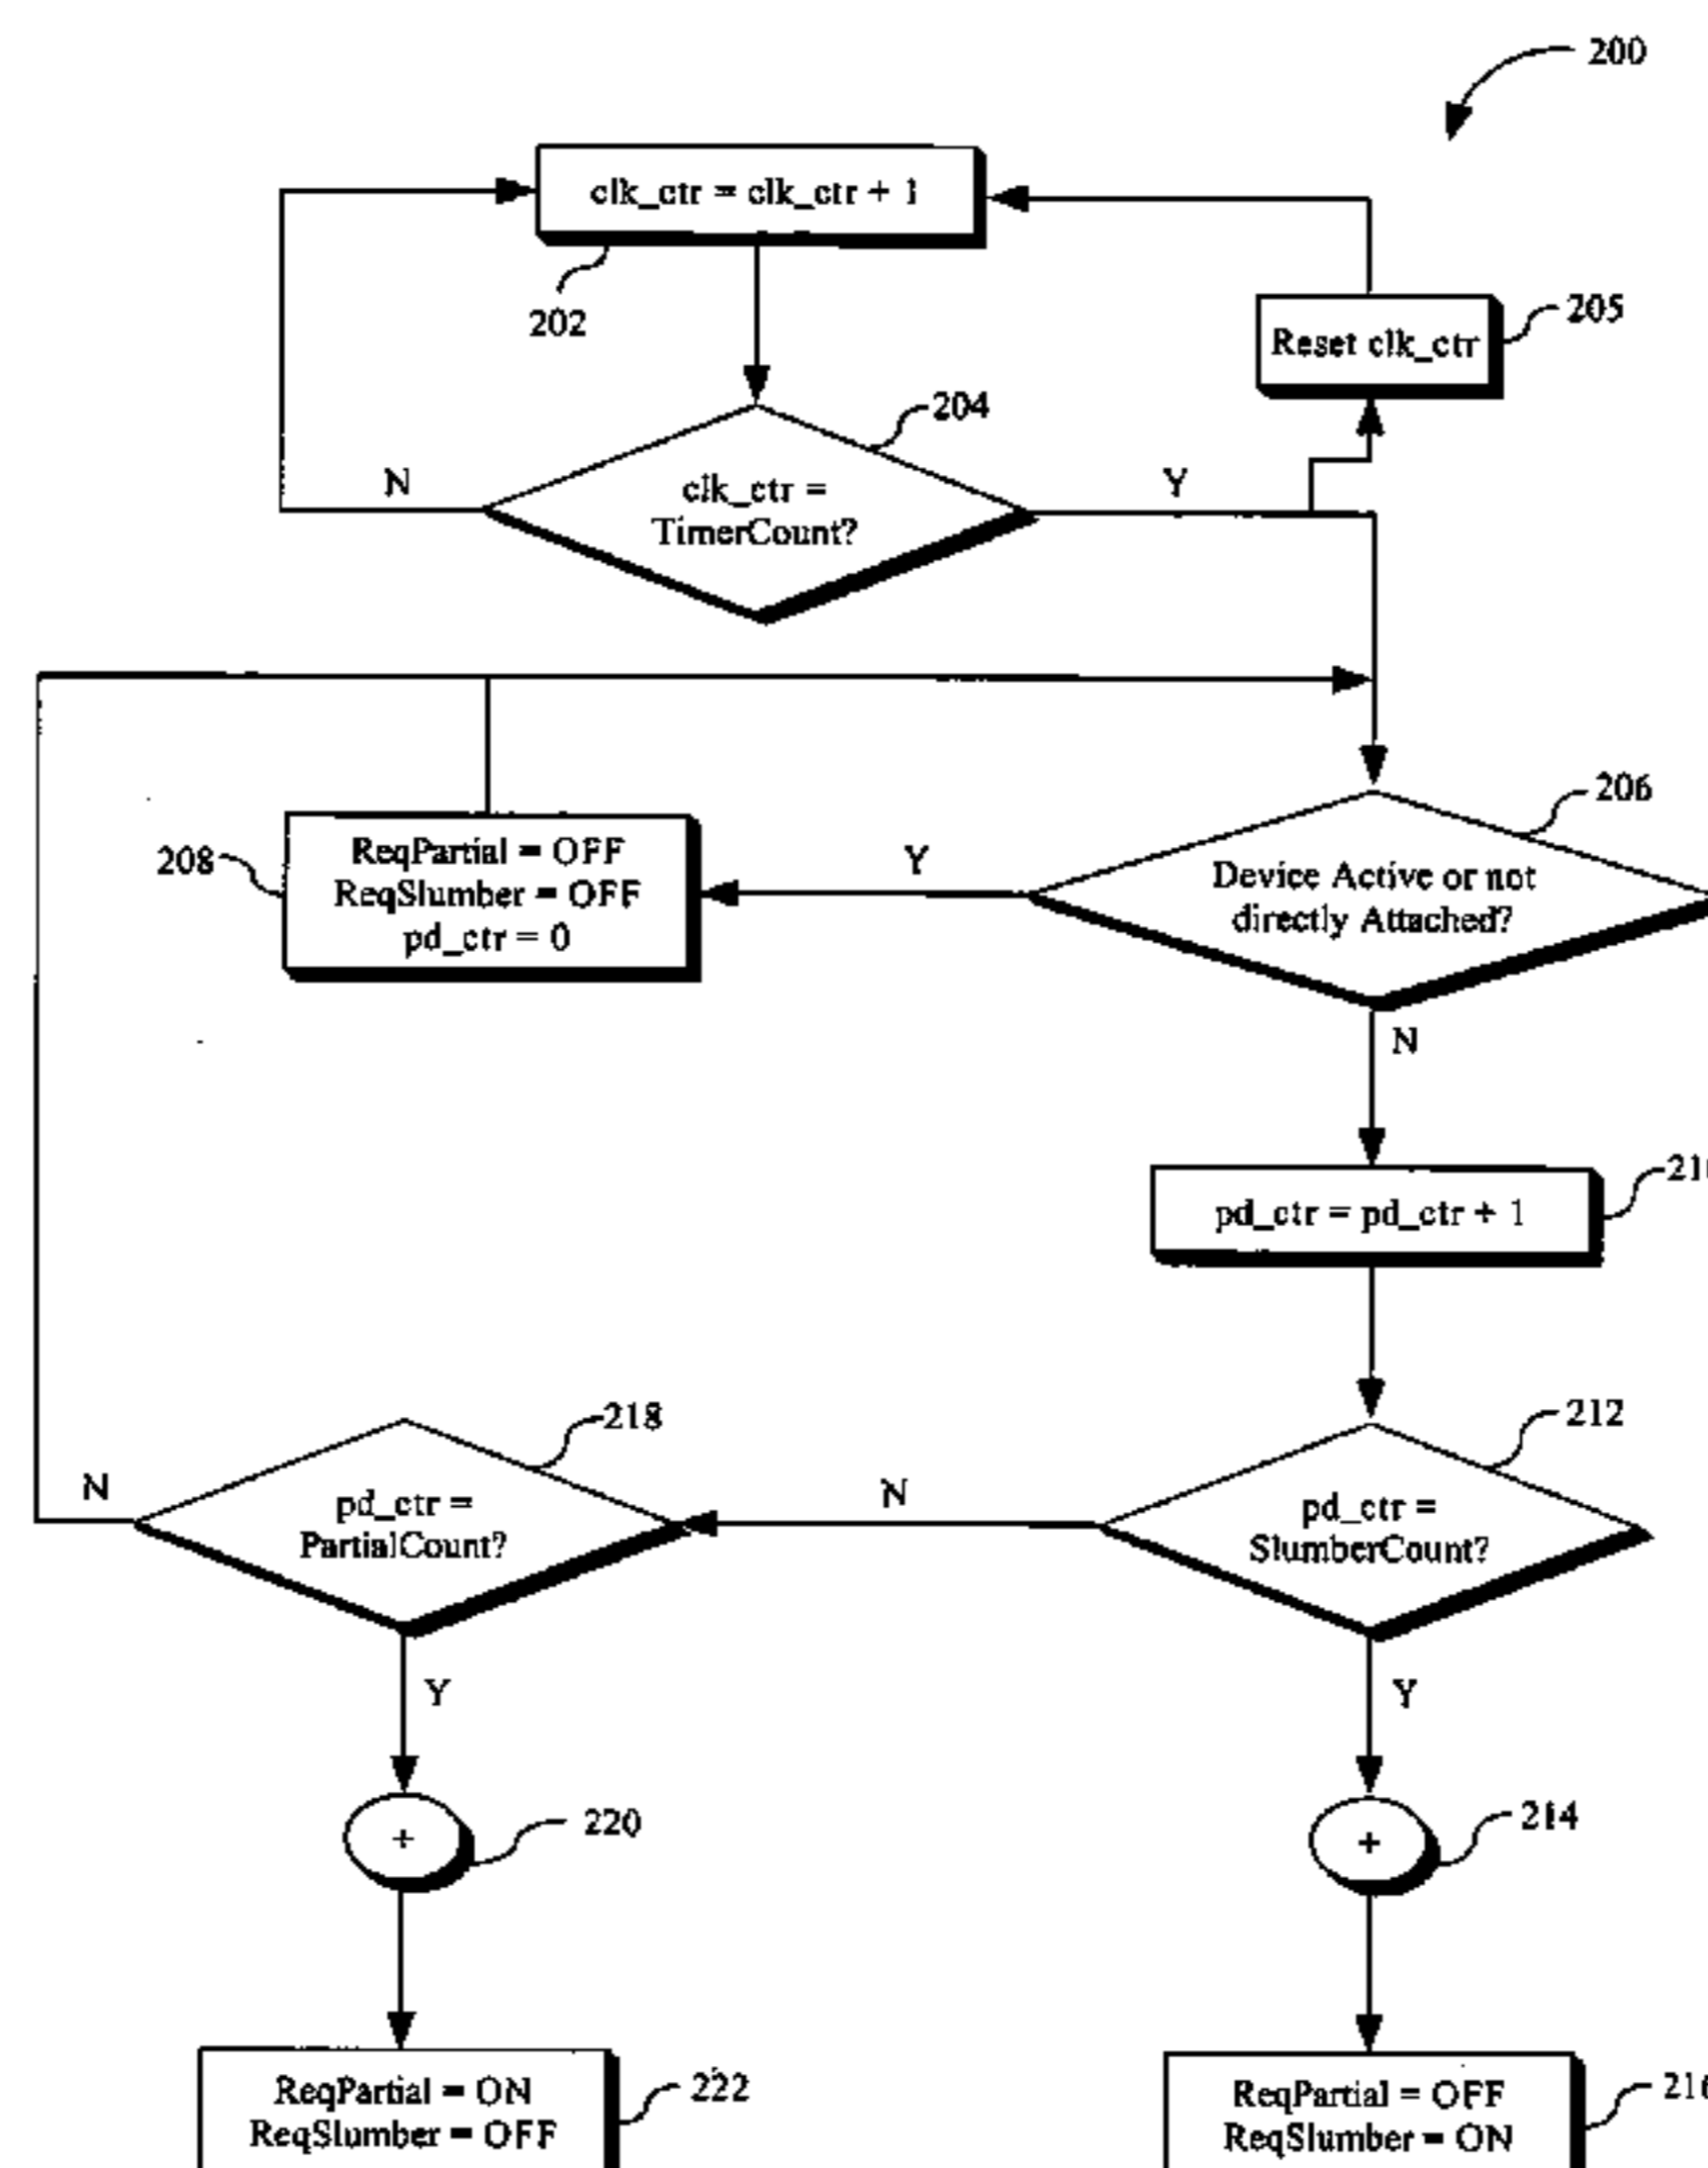 200
clk_ctr = clk_ctr + 1
202
Reset clk_ctr
205
204
N
clk_ctr =
TimerCount?
Y
206
208
ReqPartial = OFF
ReqSlumber = OFF
pd_ctr = 0
Y
Device Active or not
directly Attached?
N
pd_ctr = pd_ctr + 1
218
212
N
pd_ctr =
PartialCount?
N
pd_ctr =
SlumberCount?
Y
Y
+
220
+
214
ReqPartial = ON
ReqSlumber = OFF
222
ReqPartial = OFF
ReqSlumber = ON